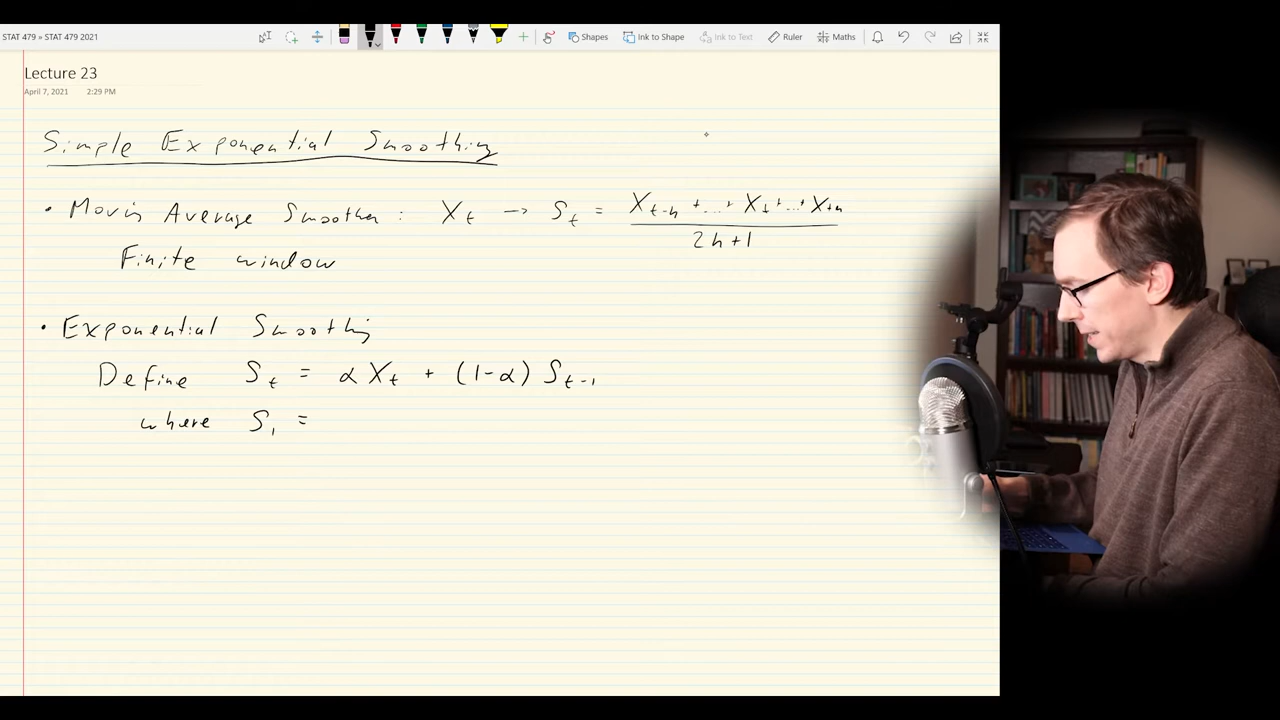 STAT 479 » STAT 479 2021
Shapes Ink to Shape Ink to Text Ruler Maths
Lecture 23
April 7, 2021 2:29 PM
Simple Exponential Smoothing
• Moving Average Smoother : X_t → S_t = (X_{t-h} + ... + X_t + ... + X_{t+h}) / (2h+1)
Finite window
• Exponential Smoothing
Define S_t = αX_t + (1-α) S_{t-1}
where S_1 =